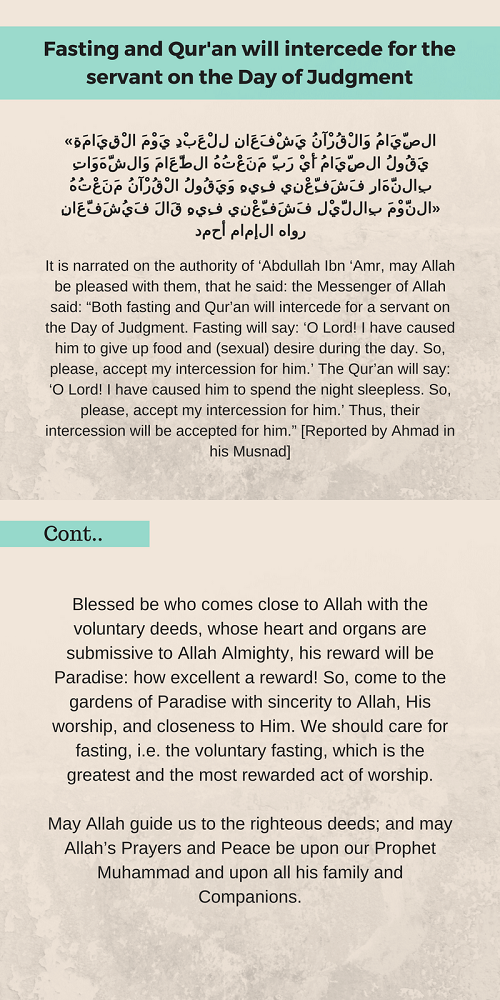 Fasting and Qur'an will intercede for the
servant on the Day of Judgment
«الصِّيَامُ وَالْقُرْآنُ يَشْفَعَانِ لِلْعَبْدِ يَوْمَ الْقِيَامَةِ
يَقُولُ الصِّيَامُ أَيْ رَبِّ مَنَعْتُهُ الطَّعَامَ وَالشَّهَوَاتِ
بِالنَّهَارِ فَشَفِّعْنِي فِيهِ وَيَقُولُ الْقُرْآنُ مَنَعْتُهُ
النَّوْمَ بِاللَّيْلِ فَشَفِّعْنِي فِيهِ قَالَ فَيُشَفَّعَانِ»
رواه الإمام أحمد
It is narrated on the authority of ‘Abdullah Ibn ‘Amr, may Allah
be pleased with them, that he said: the Messenger of Allah
said: “Both fasting and Qur’an will intercede for a servant on
the Day of Judgment. Fasting will say: ‘O Lord! I have caused
him to give up food and (sexual) desire during the day. So,
please, accept my intercession for him.’ The Qur’an will say:
‘O Lord! I have caused him to spend the night sleepless. So,
please, accept my intercession for him.’ Thus, their
intercession will be accepted for him.” [Reported by Ahmad in
his Musnad]
Cont..
Blessed be who comes close to Allah with the
voluntary deeds, whose heart and organs are
submissive to Allah Almighty, his reward will be
Paradise: how excellent a reward! So, come to the
gardens of Paradise with sincerity to Allah, His
worship, and closeness to Him. We should care for
fasting, i.e. the voluntary fasting, which is the
greatest and the most rewarded act of worship.
May Allah guide us to the righteous deeds; and may
Allah’s Prayers and Peace be upon our Prophet
Muhammad and upon all his family and
Companions.